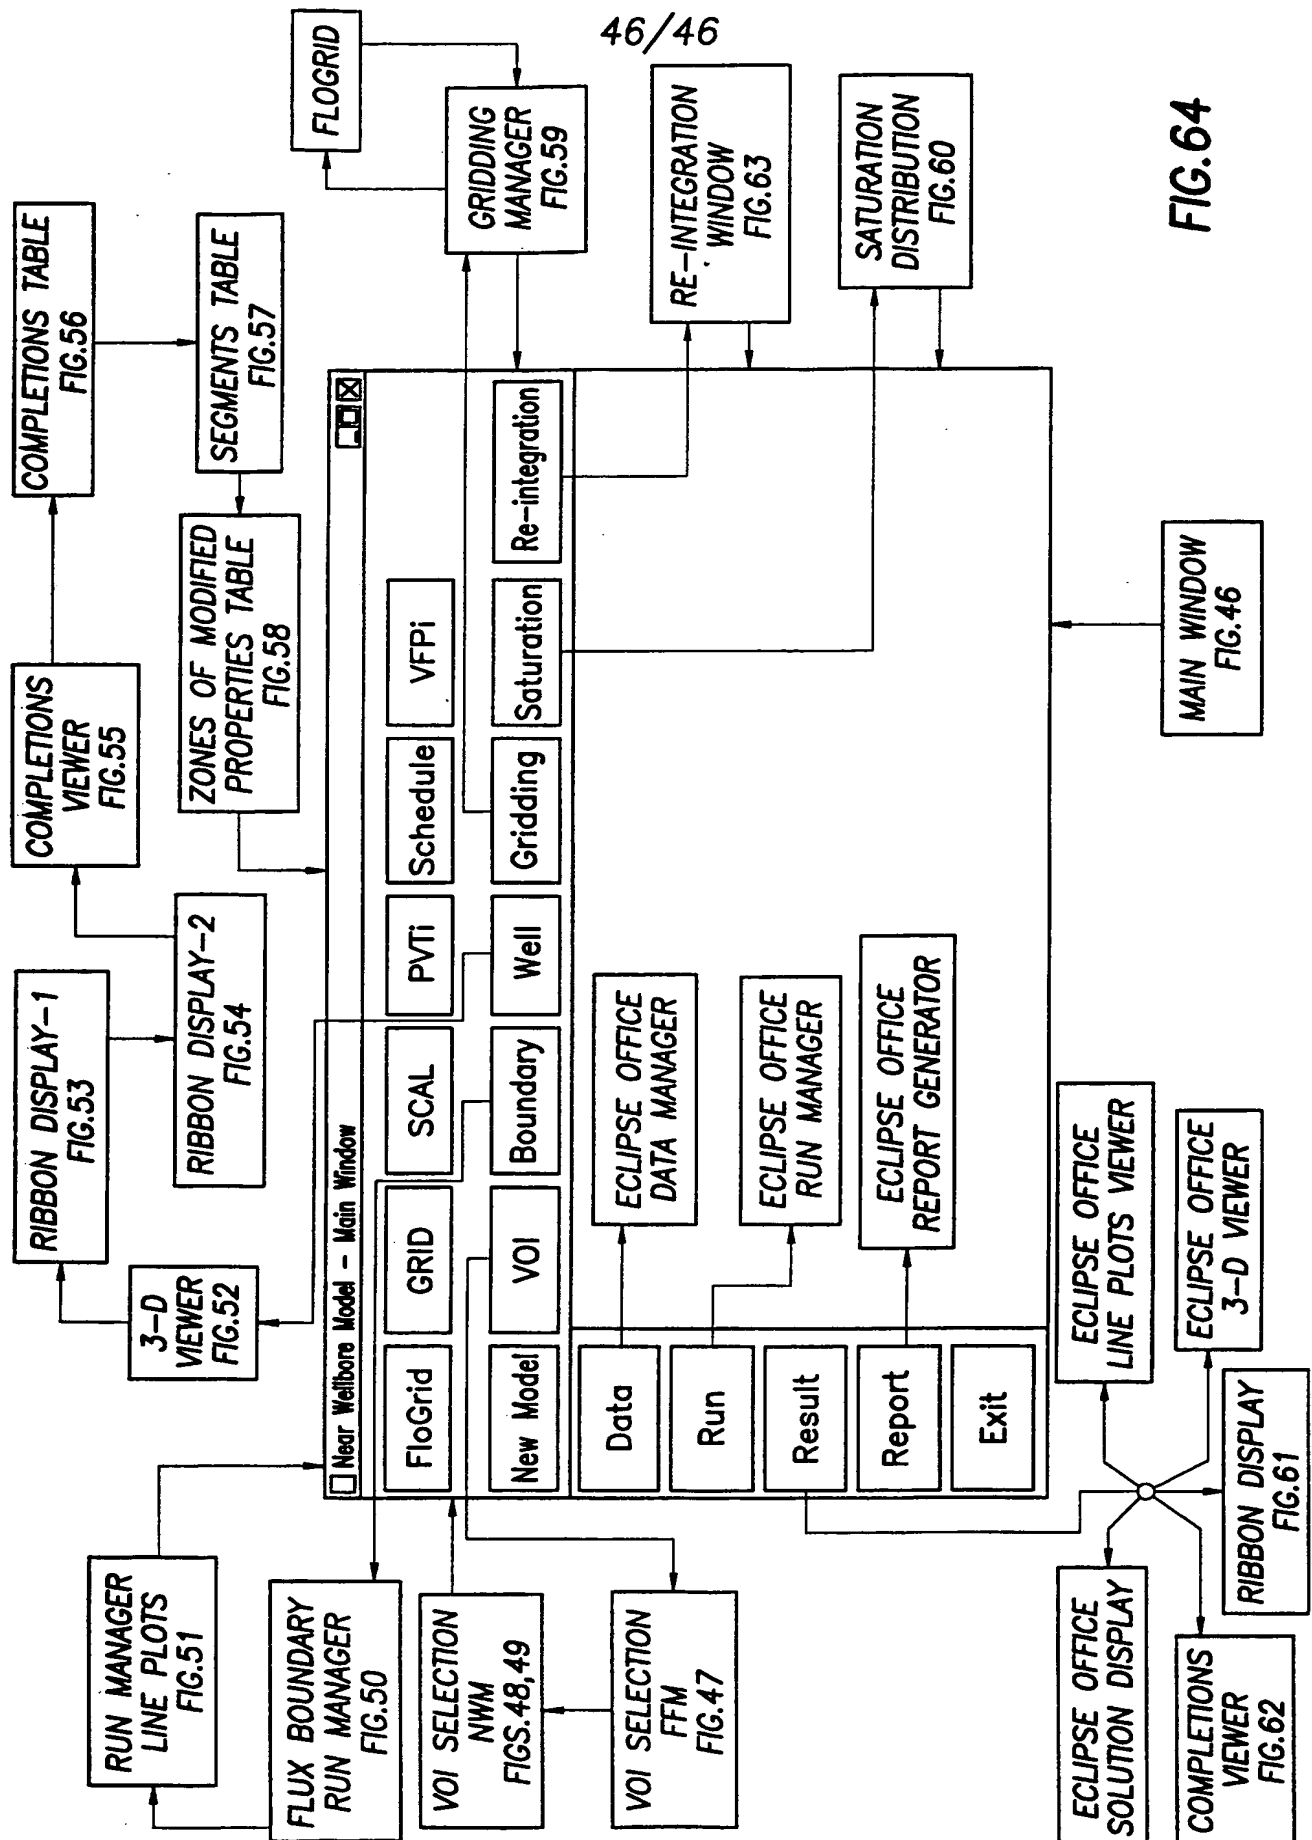 46/46
RUN MANAGER
LINE PLOTS
FIG.51
FLUX BOUNDARY
RUN MANAGER
FIG.50
VOI SELECTION
NWM
FIGS.48,49
VOI SELECTION
FFM
FIG.47
3-D
VIEWER
FIG.52
RIBBON DISPLAY-1
FIG.53
RIBBON DISPLAY-2
FIG.54
COMPLETIONS
VIEWER
FIG.55
COMPLETIONS TABLE
FIG.56
SEGMENTS TABLE
FIG.57
ZONES OF MODIFIED
PROPERTIES TABLE
FIG.58
FLOGRID
GRIDDING
MANAGER
FIG.59
RE-INTEGRATION
WINDOW
FIG.63
SATURATION
DISTRIBUTION
FIG.60
Near Wellbore Model - Main Window
FloGrid
GRID
SCAL
PVTi
Schedule
VFPi
New Model
VOI
Boundary
Well
Gridding
Saturation
Re-integration
Data
Run
Result
Report
Exit
ECLIPSE OFFICE
DATA MANAGER
ECLIPSE OFFICE
RUN MANAGER
ECLIPSE OFFICE
REPORT GENERATOR
MAIN WINDOW
FIG.46
ECLIPSE OFFICE
SOLUTION DISPLAY
COMPLETIONS
VIEWER
FIG.62
RIBBON DISPLAY
FIG.61
ECLIPSE OFFICE
LINE PLOTS VIEWER
ECLIPSE OFFICE
3-D VIEWER
FIG.64